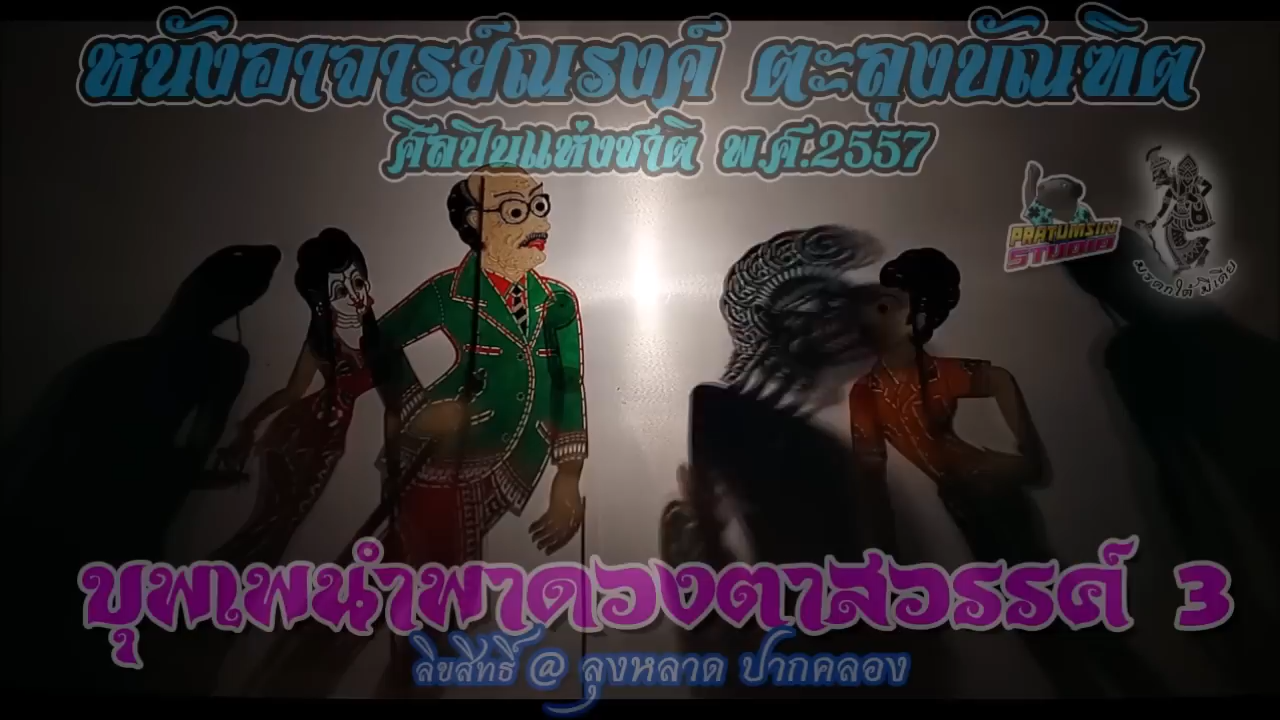 หนังอาจารย์ณรงค์ ตะลุงบัณฑิต
ศิลปินแห่งชาติ พ.ศ.2557
PRATUMSIN
STUDIO
มรดกใต้ มีเดีย
บุพเพนำพาดวงตาสวรรค์ 3
ลิขสิทธิ์ @ ลุงหลาด ปากคลอง